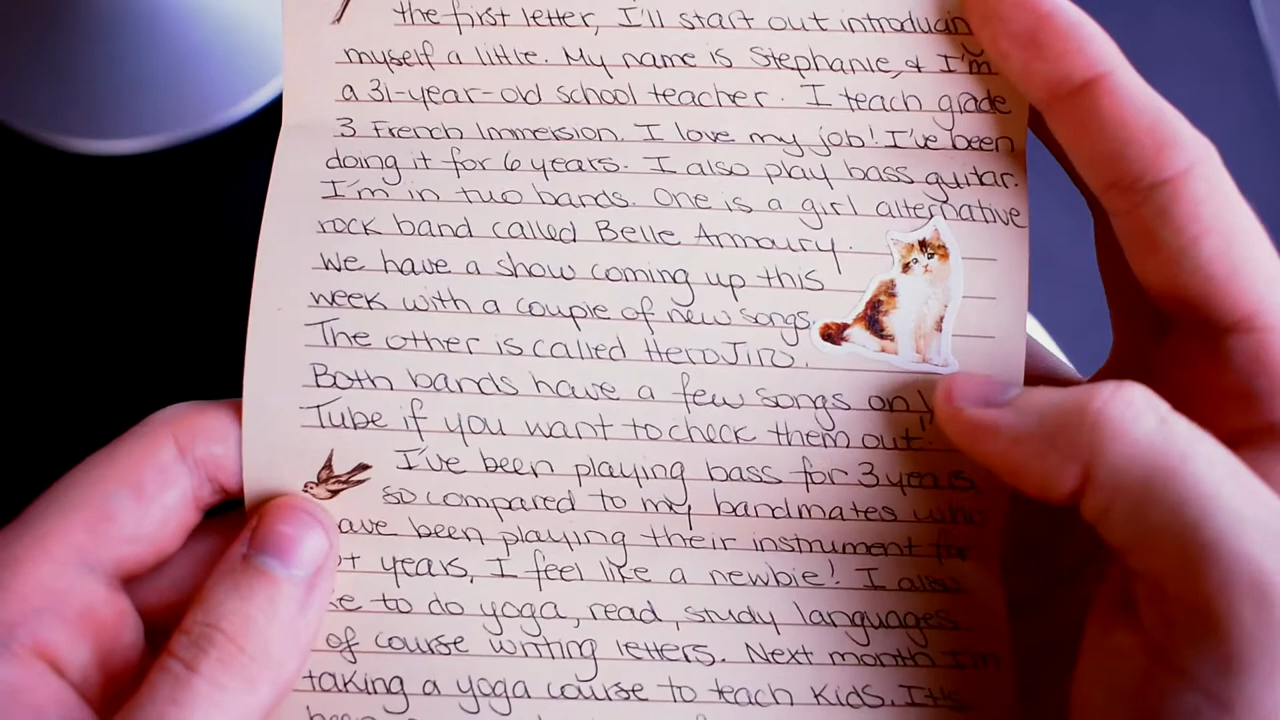 the first letter, I'll start out introducin
myself a little. My name is Stephanie, & I'm
a 31-year-old school teacher. I teach grade
3 French Immersion. I love my job! I've been
doing it for 6 years. I also play bass guitar.
I'm in two bands. One is a girl alternative
rock band called Belle Armoury.
We have a show coming up this
week with a couple of new songs.
The other is called HeroJiro.
Both bands have a few songs on
Tube if you want to check them out!
I've been playing bass for 3 years,
so compared to my bandmates who
ave been playing their instrument for
years, I feel like a newbie! I also
to do yoga, read, study languages
of course writing letters. Next month I'm
taking a yoga course to teach kids. It's
been